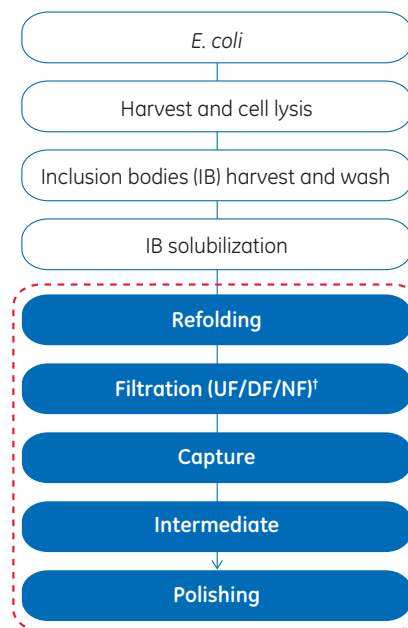 E. coli
Harvest and cell lysis
Inclusion bodies (IB) harvest and wash
IB solubilization
Refolding
Filtration (UF/DF/NF)†
Capture
Intermediate
Polishing